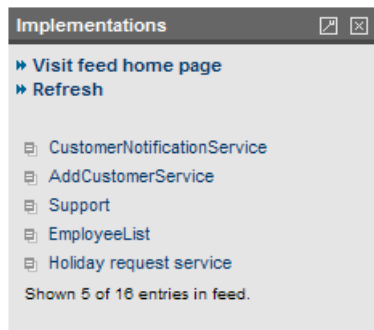 Implementations
Visit feed home page
Refresh
CustomerNotificationService
AddCustomerService
Support
EmployeeList
Holiday request service
Shown 5 of 16 entries in feed.